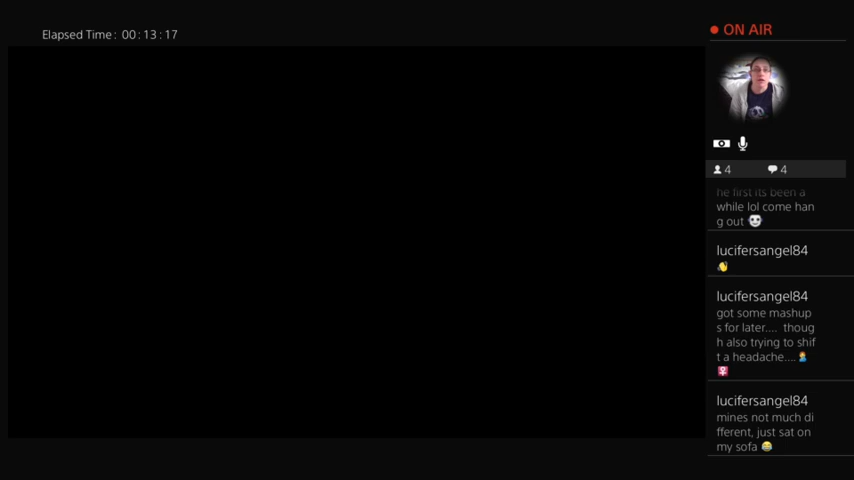 Elapsed Time: 00:13:17
ON AIR
4
4
he first its been a
while lol come han
g out
lucifersangel84
lucifersangel84
got some mashup
s for later.... thoug
h also trying to shif
t a headache....
lucifersangel84
mines not much di
fferent, just sat on
my sofa